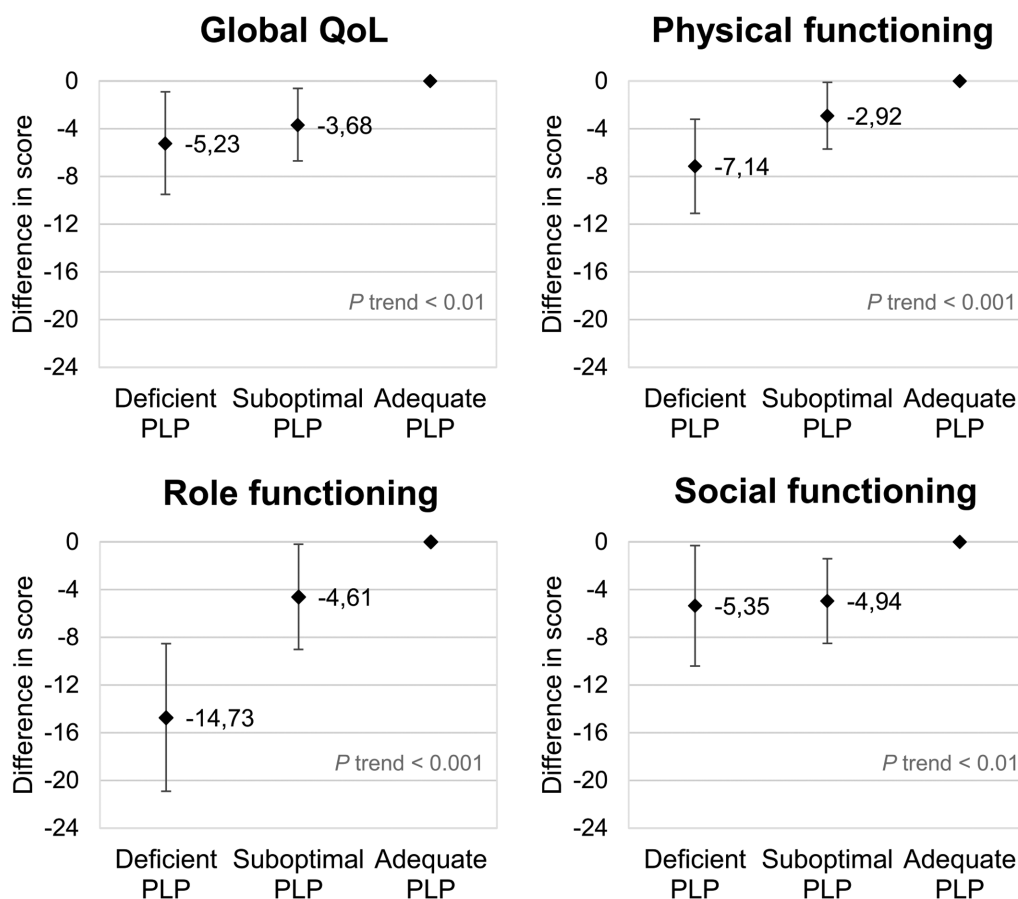 Global QoL
Difference in score
0
-4
-8
-12
-16
-20
-24
-5,23
-3,68
P trend < 0.01
Deficient PLP
Suboptimal PLP
Adequate PLP
Physical functioning
Difference in score
0
-4
-8
-12
-16
-20
-24
-7,14
-2,92
P trend < 0.001
Deficient PLP
Suboptimal PLP
Adequate PLP
Role functioning
Difference in score
0
-4
-8
-12
-16
-20
-24
-14,73
-4,61
P trend < 0.001
Deficient PLP
Suboptimal PLP
Adequate PLP
Social functioning
Difference in score
0
-4
-8
-12
-16
-20
-24
-5,35
-4,94
P trend < 0.01
Deficient PLP
Suboptimal PLP
Adequate PLP